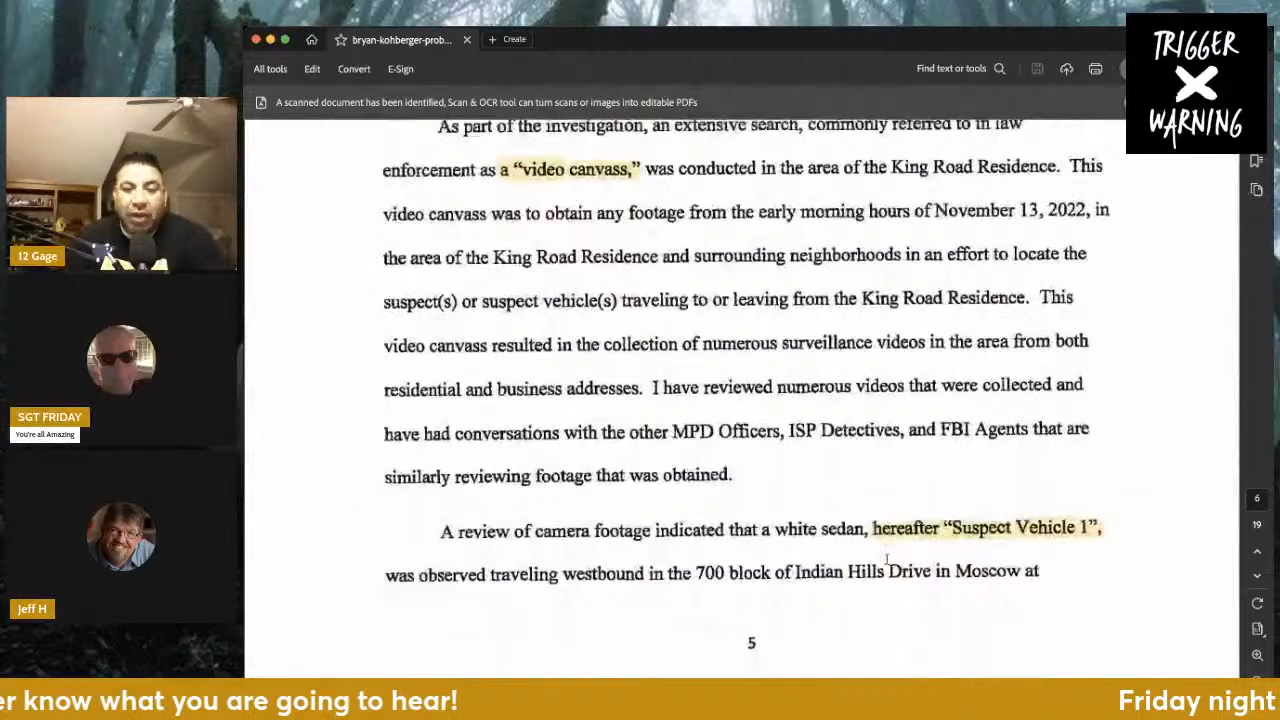 bryan-kohberger-prob...
Create
All tools
Edit
Convert
E-Sign
Find text or tools
A scanned document has been identified, Scan & OCR tool can turn scans or images into editable PDFs
TRIGGER
X
WARNING
As part of the investigation, an extensive search, commonly referred to in law
enforcement as a “video canvass,” was conducted in the area of the King Road Residence. This
video canvass was to obtain any footage from the early morning hours of November 13, 2022, in
the area of the King Road Residence and surrounding neighborhoods in an effort to locate the
suspect(s) or suspect vehicle(s) traveling to or leaving from the King Road Residence. This
video canvass resulted in the collection of numerous surveillance videos in the area from both
residential and business addresses. I have reviewed numerous videos that were collected and
have had conversations with the other MPD Officers, ISP Detectives, and FBI Agents that are
similarly reviewing footage that was obtained.
A review of camera footage indicated that a white sedan, hereafter “Suspect Vehicle 1”,
was observed traveling westbound in the 700 block of Indian Hills Drive in Moscow at
5
6
19
12 Gage
SGT FRIDAY
You're all Amazing
Jeff H
er know what you are going to hear!
Friday night